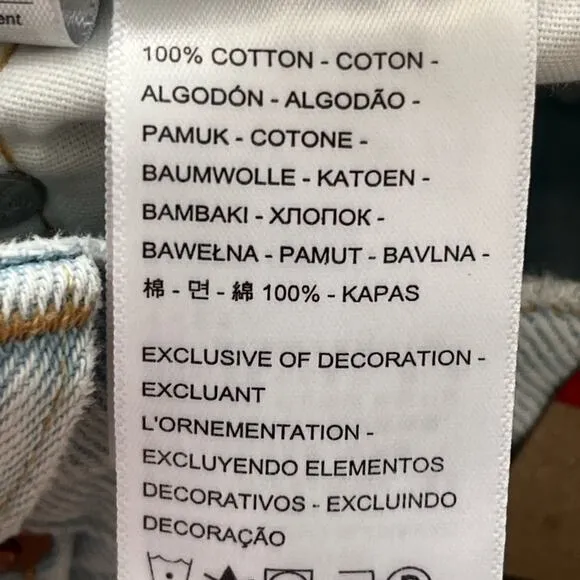 ent
100% COTTON - COTON -
ALGODÓN - ALGODÃO -
PAMUK - COTONE -
BAUMWOLLE - KATOEN -
BAMBAKI - ХЛОПОК -
BAWEŁNA - PAMUT - BAVLNA -
棉 - 면 - 綿 100% - KAPAS
EXCLUSIVE OF DECORATION -
EXCLUANT
L'ORNEMENTATION -
EXCLUYENDO ELEMENTOS
DECORATIVOS - EXCLUINDO
DECORAÇÃO